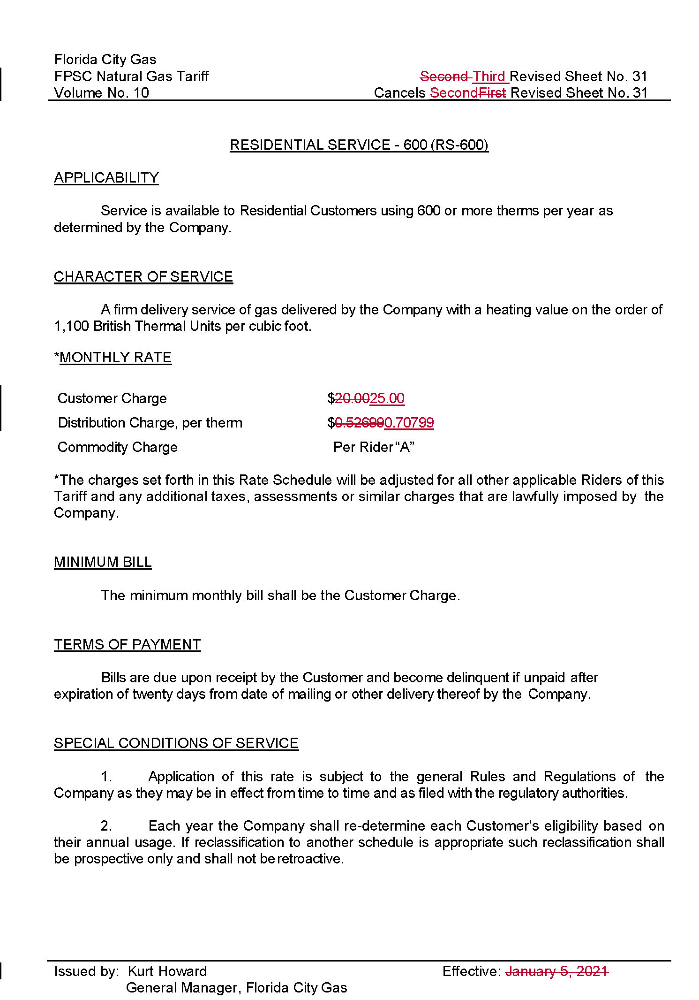 Florida City Gas
FPSC Natural Gas Tariff Second Third Revised Sheet No. 31
Volume No. 10 Cancels SecondFirst Revised Sheet No. 31
RESIDENTIAL SERVICE - 600 (RS-600)
APPLICABILITY
Service is available to Residential Customers using 600 or more therms per year as
determined by the Company.
CHARACTER OF SERVICE
A firm delivery service of gas delivered by the Company with a heating value on the order of
1,100 British Thermal Units per cubic foot.
*MONTHLY RATE
Customer Charge $20.0025.00
Distribution Charge, per therm $0.526990.70799
Commodity Charge Per Rider “A”
*The charges set forth in this Rate Schedule will be adjusted for all other applicable Riders of this
Tariff and any additional taxes, assessments or similar charges that are lawfully imposed by the
Company.
MINIMUM BILL
The minimum monthly bill shall be the Customer Charge.
TERMS OF PAYMENT
Bills are due upon receipt by the Customer and become delinquent if unpaid after
expiration of twenty days from date of mailing or other delivery thereof by the Company.
SPECIAL CONDITIONS OF SERVICE
1. Application of this rate is subject to the general Rules and Regulations of the
Company as they may be in effect from time to time and as filed with the regulatory authorities.
2. Each year the Company shall re-determine each Customer’s eligibility based on
their annual usage. If reclassification to another schedule is appropriate such reclassification shall
be prospective only and shall not be retroactive.
Issued by: Kurt Howard Effective: January 5, 2021
General Manager, Florida City Gas